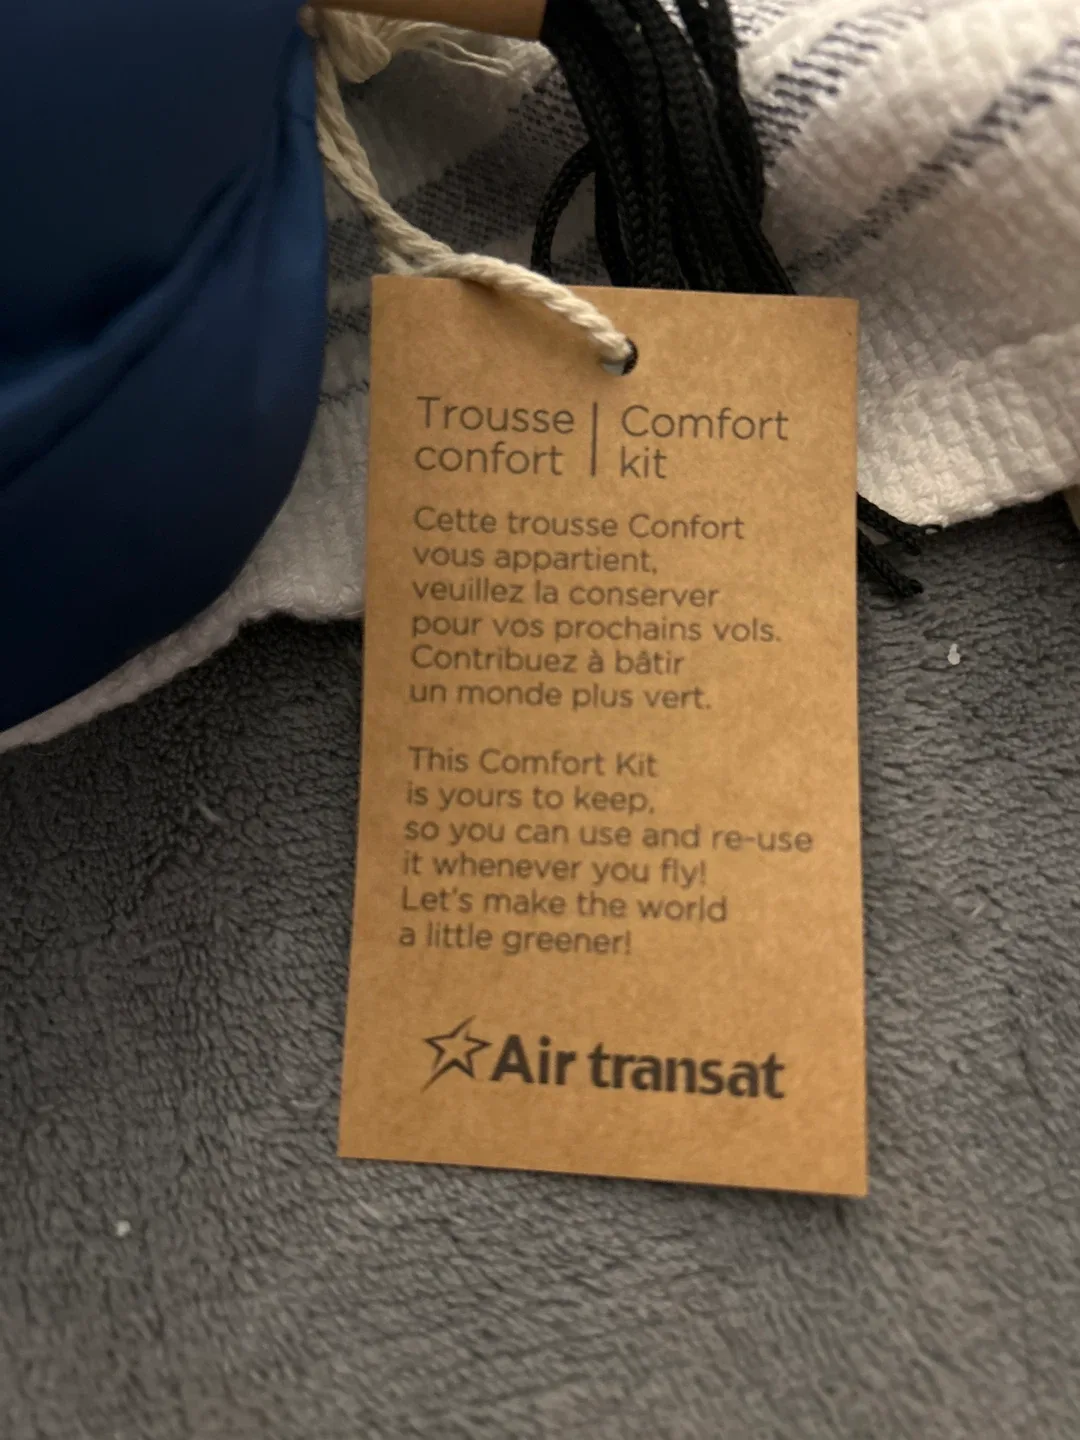 Trousse confort | Comfort kit
Cette trousse Confort
vous appartient,
veuillez la conserver
pour vos prochains vols.
Contribuez à bâtir
un monde plus vert.
This Comfort Kit
is yours to keep,
so you can use and re-use
it whenever you fly!
Let's make the world
a little greener!
Air transat